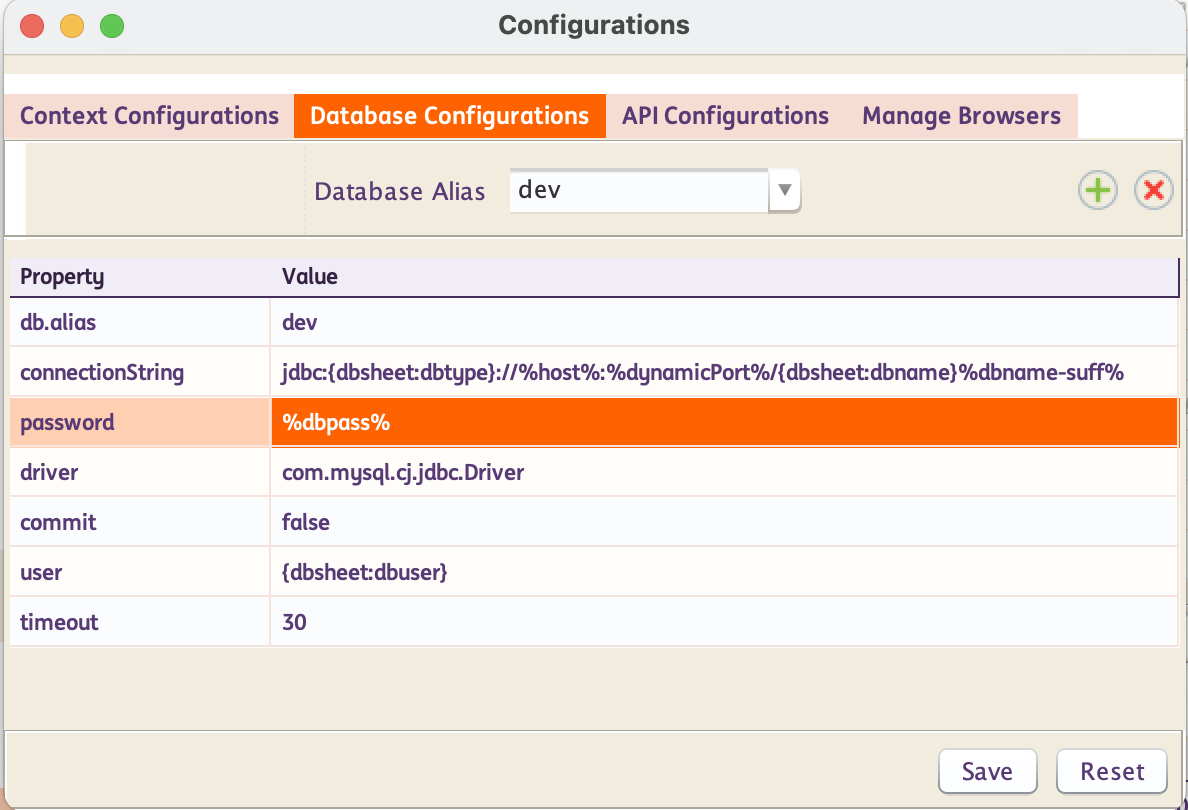 Configurations
Context Configurations Database Configurations API Configurations Manage Browsers
Database Alias dev
Property Value
db.alias dev
connectionString jdbc:{dbsheet:dbtype}://%host%:%dynamicPort%/{dbsheet:dbname}%dbname-suff%
password %dbpass%
driver com.mysql.cj.jdbc.Driver
commit false
user {dbsheet:dbuser}
timeout 30
Save Reset